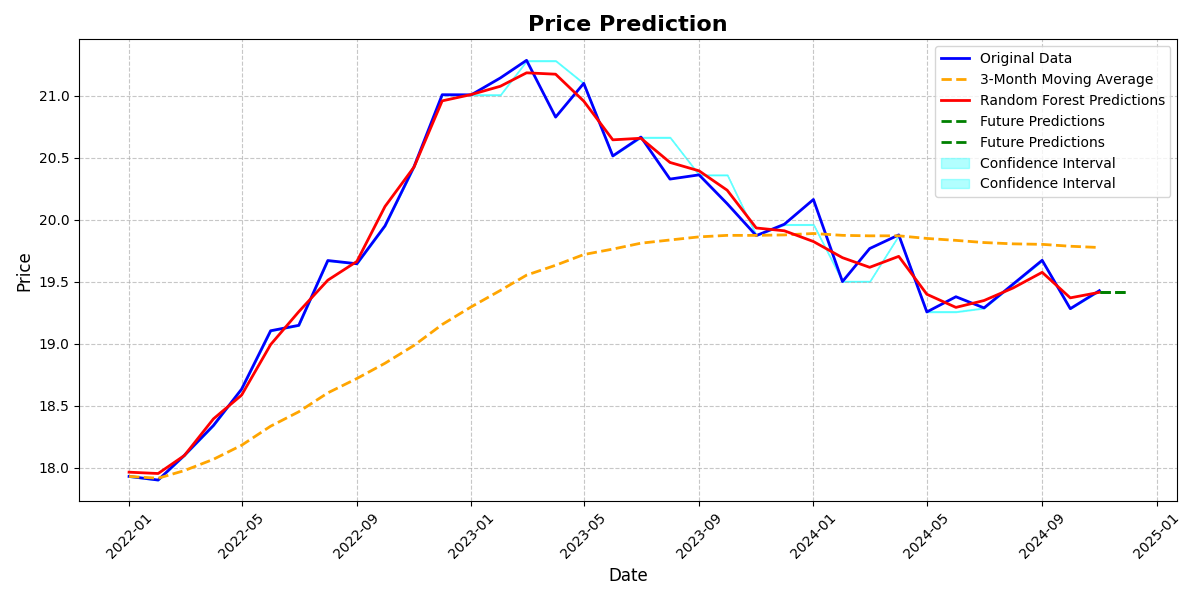 Price Prediction
Original Data
3-Month Moving Average
Random Forest Predictions
Future Predictions
Future Predictions
Confidence Interval
Confidence Interval
Price
21.0
20.5
20.0
19.5
19.0
18.5
18.0
2022-01
2022-05
2022-09
2023-01
2023-05
2023-09
2024-01
2024-05
2024-09
2025-01
Date